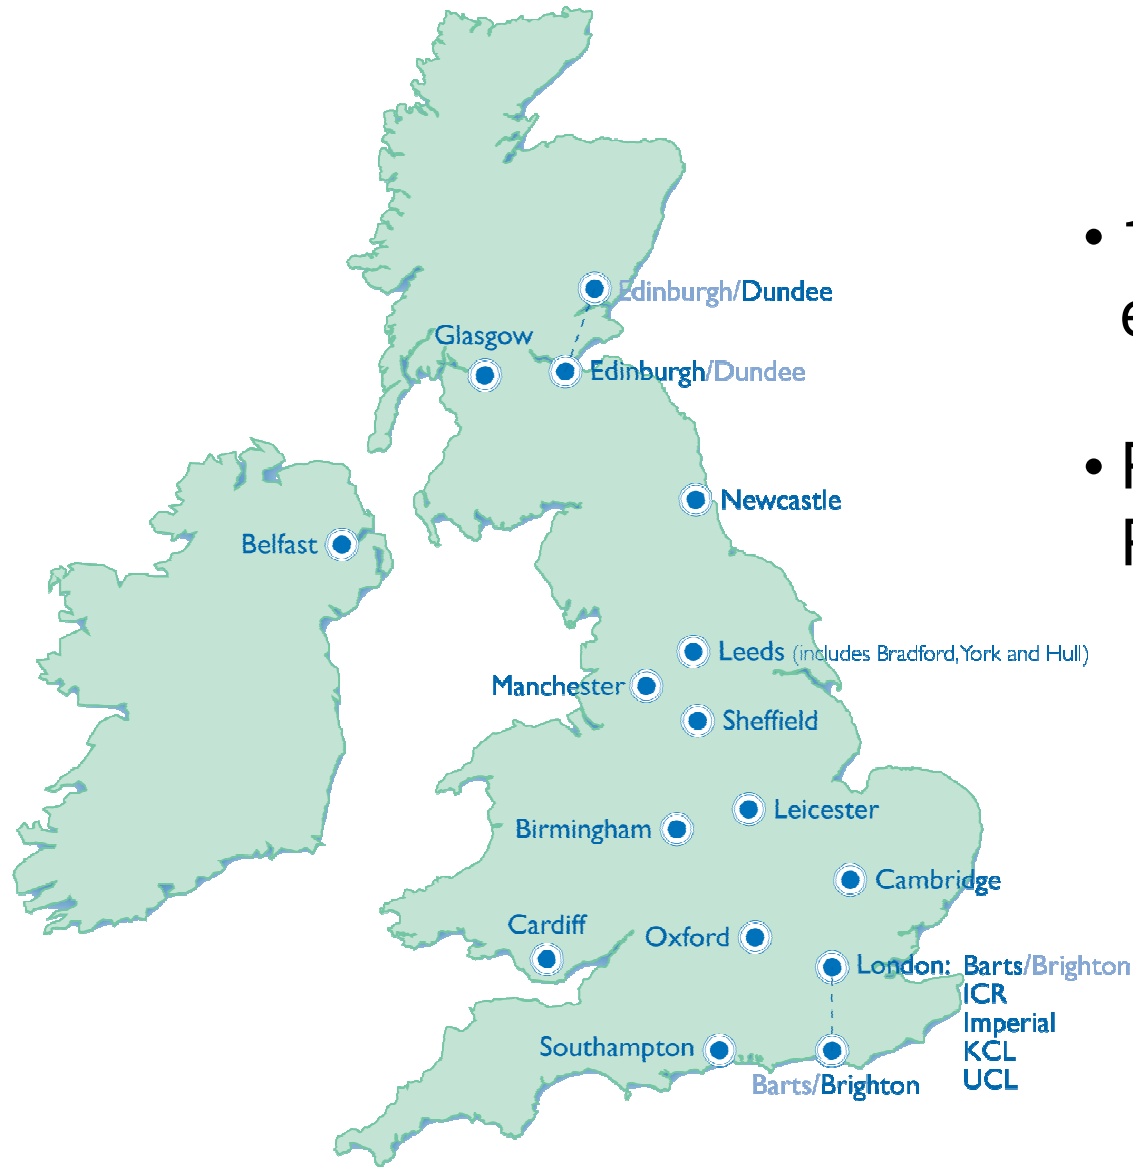 Edinburgh/Dundee
Glasgow
Edinburgh/Dundee
Newcastle
Belfast
Leeds (includes Bradford, York and Hull)
Manchester
Sheffield
Leicester
Birmingham
Cambridge
Cardiff
Oxford
London: Barts/Brighton
ICR
Imperial
KCL
UCL
Southampton
Barts/Brighton